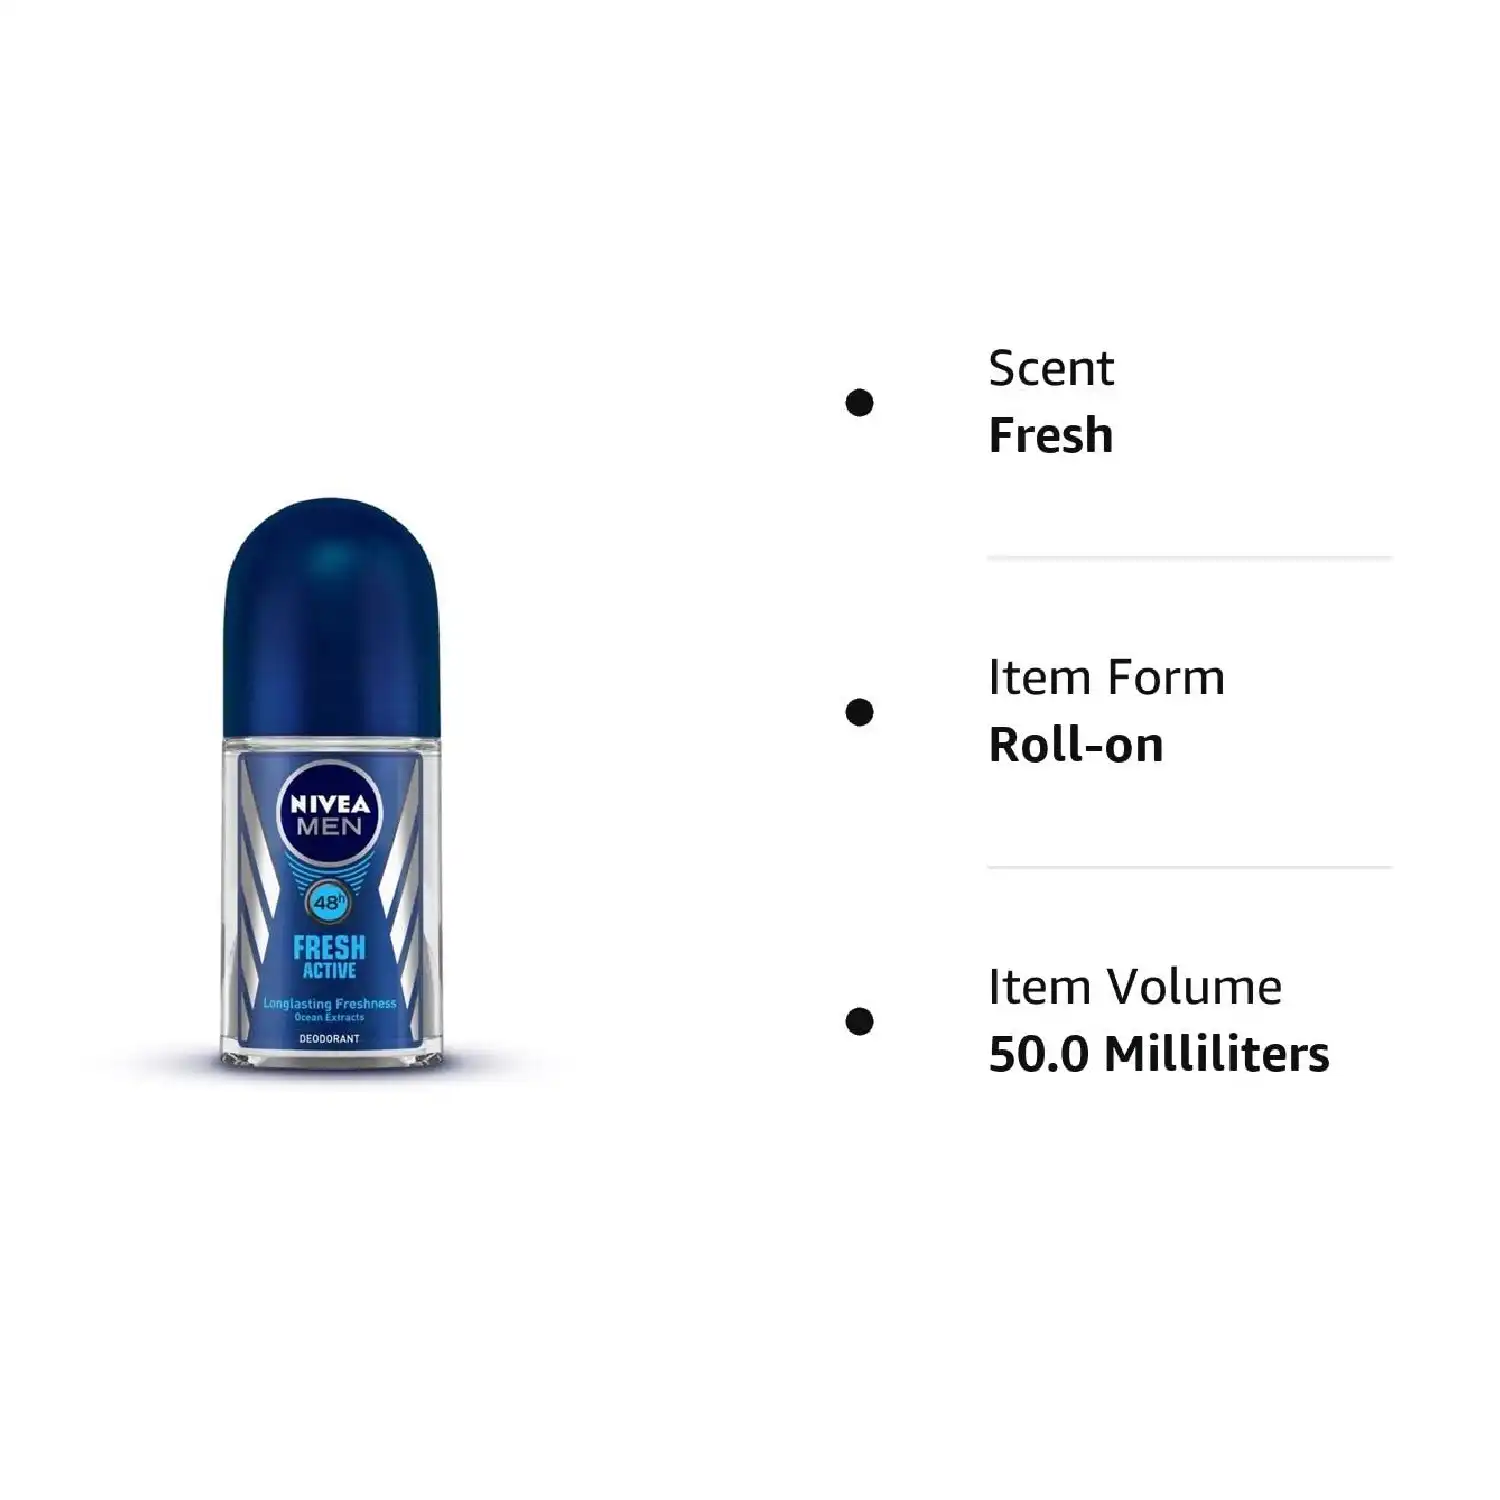 NIVEA
MEN
48h
FRESH
ACTIVE
Longlasting Freshness
Ocean Extracts
DEODORANT
Scent
Fresh
Item Form
Roll-on
Item Volume
50.0 Milliliters